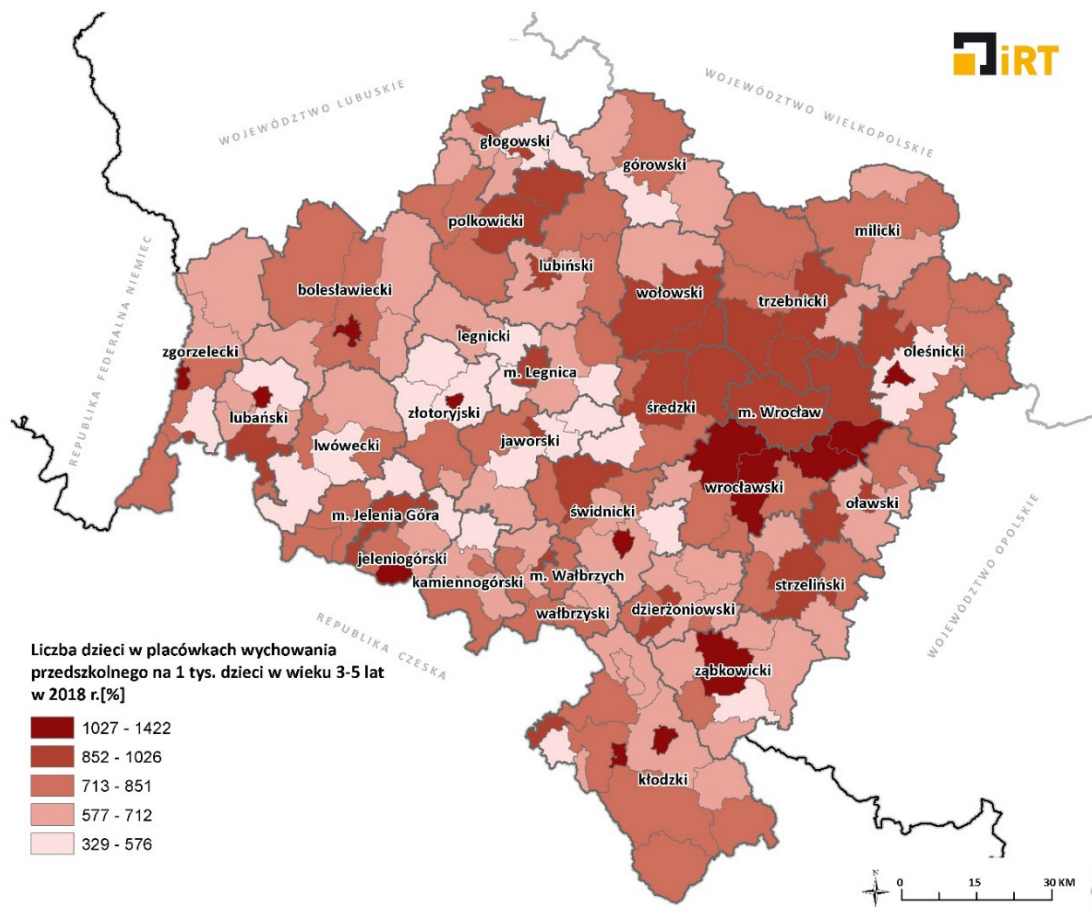 iRT
WOJEWÓDZTWO LUBUSKIE
WOJEWÓDZTWO WIELKOPOLSKIE
głogowski
górowski
polkowicki
milicki
lubiński
bolesławiecki
wołowski
trzebnicki
REPUBLIKA FEDERALNA NIEMIEC
legnicki
zgorzelecki
oleśnicki
m. Legnica
lubański
złotoryjski
średzki
m. Wrocław
lwówecki
jaworski
wrocławski
oławski
m. Jelenia Góra
świdnicki
jeleniogórski
kamiennogórski
m. Wałbrzych
strzeliński
wałbrzyski
dzierżoniowski
WOJEWÓDZTWO OPOLSKIE
REPUBLIKA CZESKA
ząbkowicki
kłodzki
Liczba dzieci w placówkach wychowania
przedszkolnego na 1 tys. dzieci w wieku 3-5 lat
w 2018 r.[%]
1027 - 1422
852 - 1026
713 - 851
577 - 712
329 - 576
N
0 15 30 KM